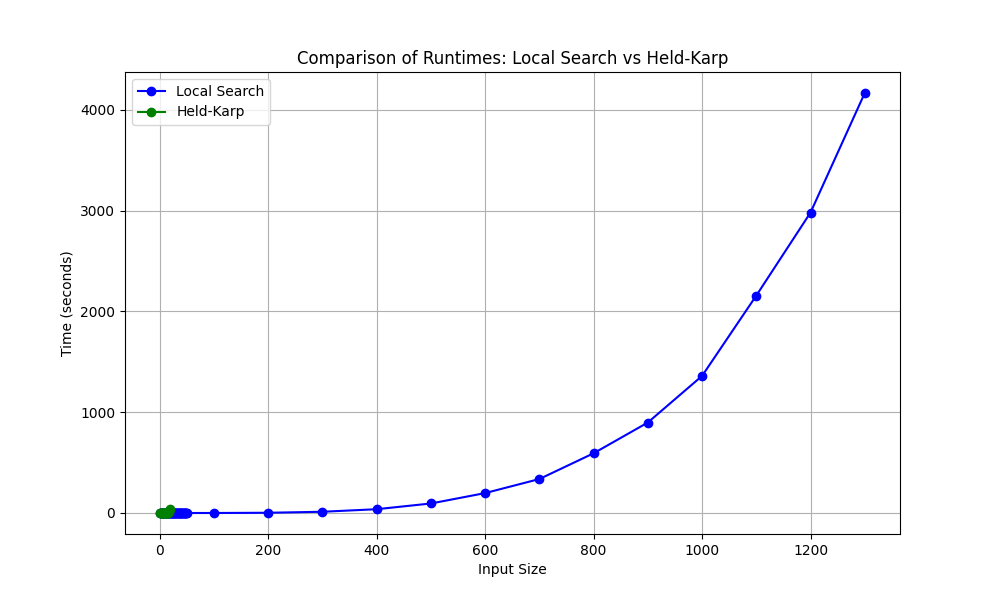 Comparison of Runtimes: Local Search vs Held-Karp
Local Search
Held-Karp
4000
3000
2000
1000
0
Time (seconds)
0 200 400 600 800 1000 1200
Input Size